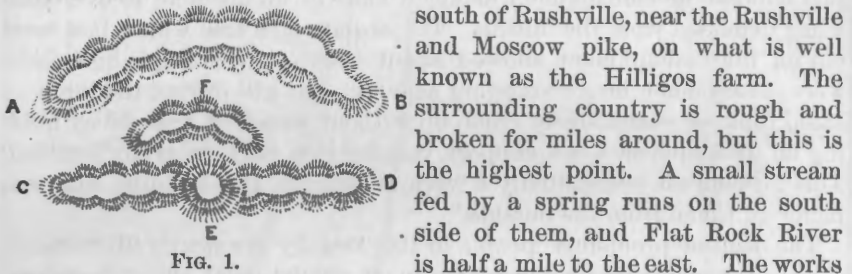 south of Rushville, near the Rushville
and Moscow pike, on what is well
known as the Hilligos farm. The
surrounding country is rough and
broken for miles around, but this is
the highest point. A small stream
fed by a spring runs on the south
side of them, and Flat Rock River
is half a mile to the east. The works
A
B
F
C
D
E
Fig. 1.